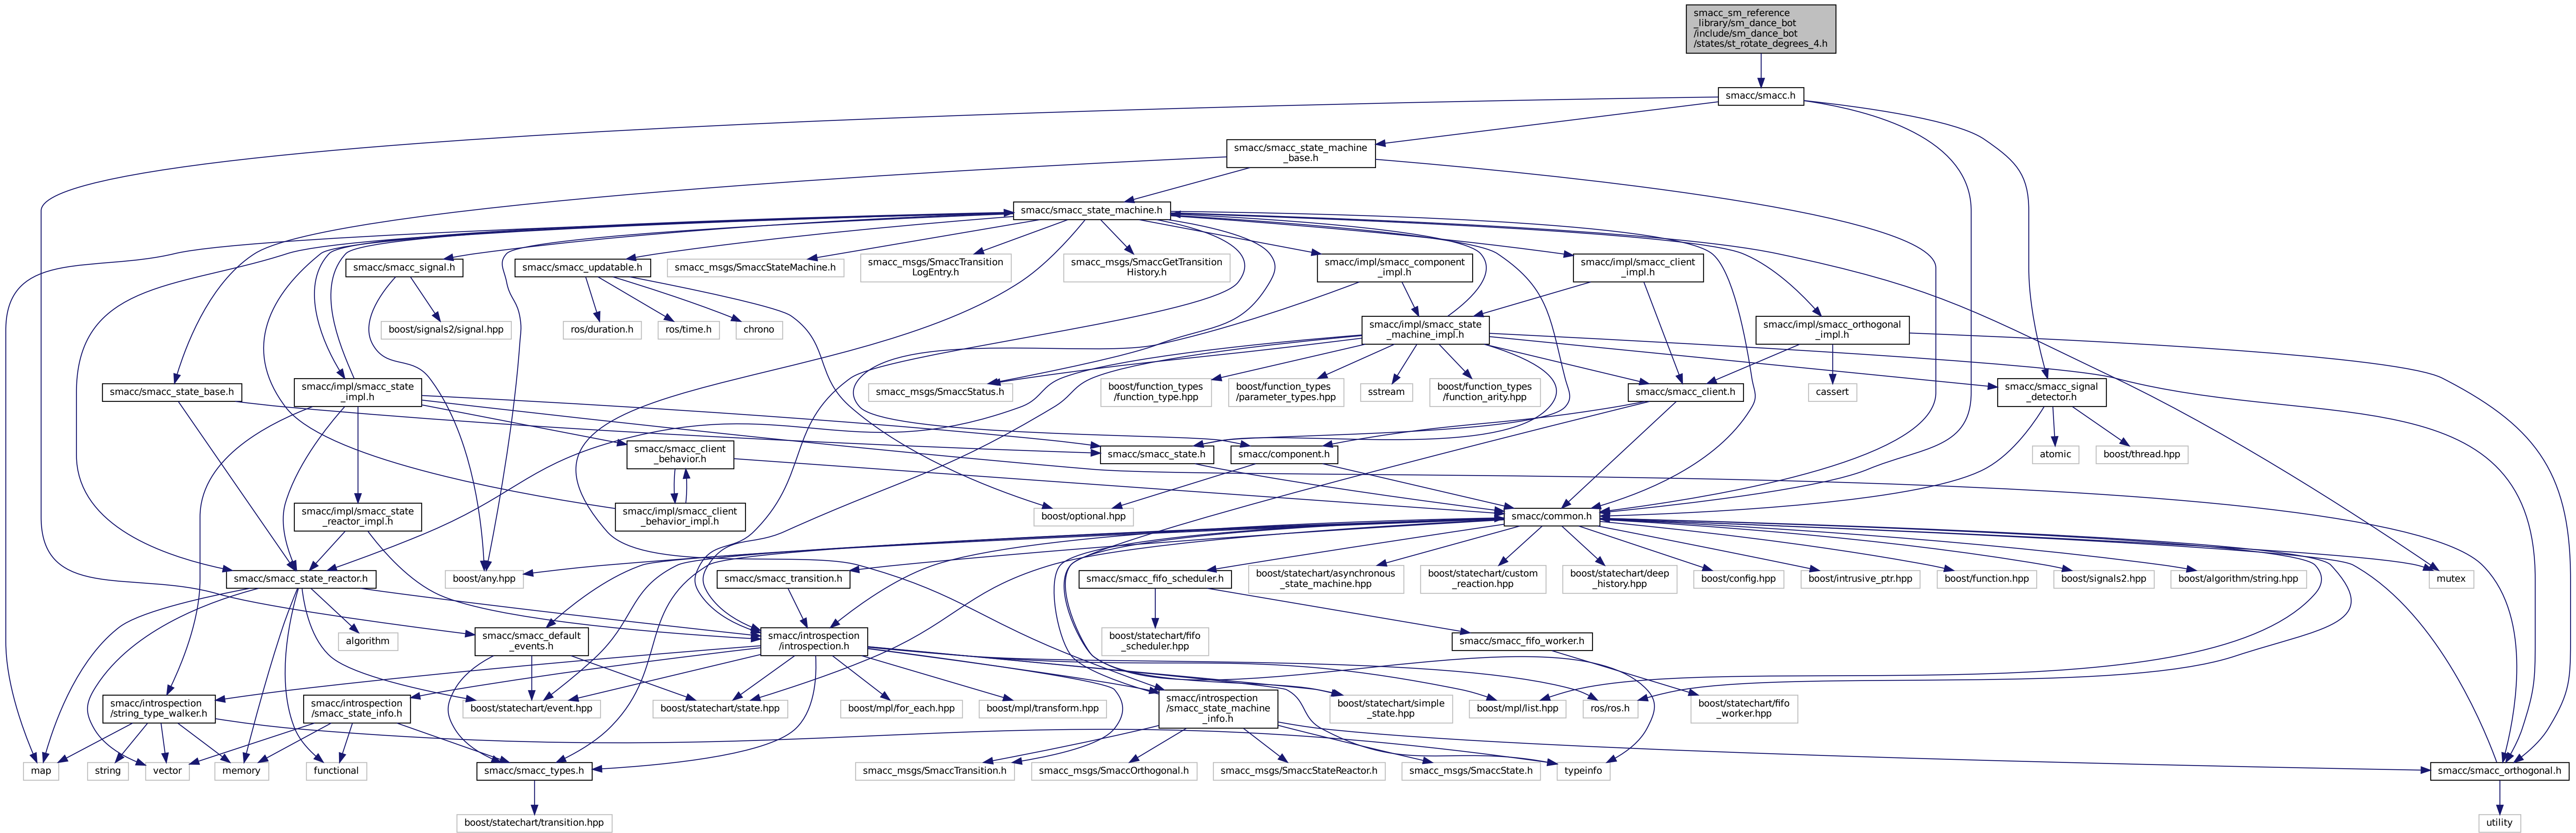 smacc_sm_reference
_library/sm_dance_bot
/include/sm_dance_bot
/states/st_rotate_degrees_4.h
smacc/smacc.h
smacc/smacc_state_machine
_base.h
smacc/smacc_state_machine.h
smacc/smacc_signal.h
smacc/smacc_updatable.h
smacc_msgs/SmaccStateMachine.h
smacc_msgs/SmaccTransition
LogEntry.h
smacc_msgs/SmaccGetTransition
History.h
smacc/impl/smacc_component
_impl.h
smacc/impl/smacc_client
_impl.h
boost/signals2/signal.hpp
ros/duration.h
ros/time.h
chrono
smacc/impl/smacc_state
_machine_impl.h
smacc/impl/smacc_orthogonal
_impl.h
smacc/smacc_state_base.h
smacc/impl/smacc_state
_impl.h
smacc_msgs/SmaccStatus.h
boost/function_types
/function_type.hpp
boost/function_types
/parameter_types.hpp
sstream
boost/function_types
/function_arity.hpp
smacc/smacc_client.h
cassert
smacc/smacc_signal
_detector.h
smacc/smacc_client
_behavior.h
smacc/smacc_state.h
smacc/component.h
atomic
boost/thread.hpp
smacc/impl/smacc_state
_reactor_impl.h
smacc/impl/smacc_client
_behavior_impl.h
boost/optional.hpp
smacc/common.h
smacc/smacc_state_reactor.h
boost/any.hpp
smacc/smacc_transition.h
smacc/smacc_fifo_scheduler.h
boost/statechart/asynchronous
_state_machine.hpp
boost/statechart/custom
_reaction.hpp
boost/statechart/deep
_history.hpp
boost/config.hpp
boost/intrusive_ptr.hpp
boost/function.hpp
boost/signals2.hpp
boost/algorithm/string.hpp
mutex
algorithm
smacc/smacc_default
_events.h
smacc/introspection
/introspection.h
boost/statechart/fifo
_scheduler.hpp
smacc/smacc_fifo_worker.h
smacc/introspection
/string_type_walker.h
smacc/introspection
/smacc_state_info.h
boost/statechart/event.hpp
boost/statechart/state.hpp
boost/mpl/for_each.hpp
boost/mpl/transform.hpp
smacc/introspection
/smacc_state_machine
_info.h
boost/statechart/simple
_state.hpp
boost/mpl/list.hpp
ros/ros.h
boost/statechart/fifo
_worker.hpp
map
string
vector
memory
functional
smacc/smacc_types.h
smacc_msgs/SmaccTransition.h
smacc_msgs/SmaccOrthogonal.h
smacc_msgs/SmaccStateReactor.h
smacc_msgs/SmaccState.h
typeinfo
smacc/smacc_orthogonal.h
boost/statechart/transition.hpp
utility